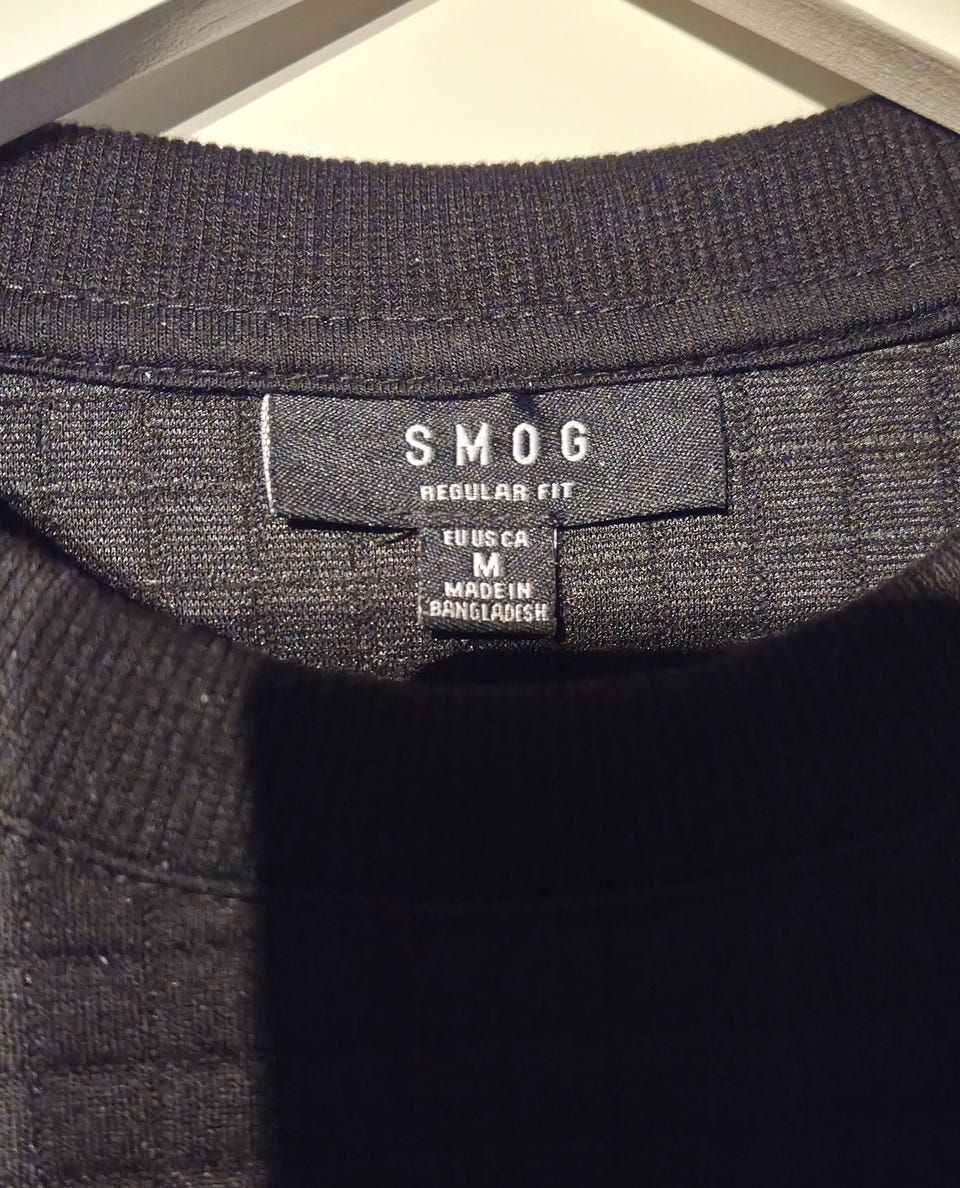 SMOG
REGULAR FIT
EU US CA
M
MADE IN
BANGLADESH